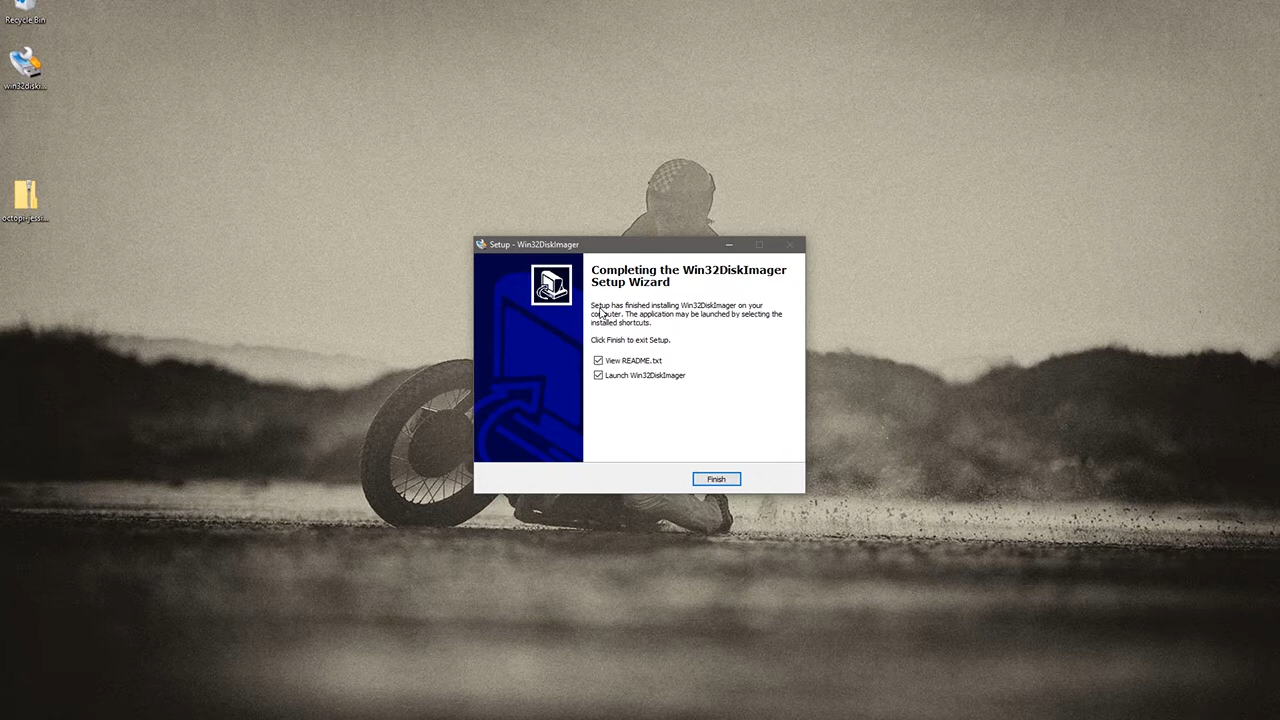 Recycle Bin
win32diski...
octopi-jessi...
Setup - Win32DiskImager
Completing the Win32DiskImager
Setup Wizard
Setup has finished installing Win32DiskImager on your
computer. The application may be launched by selecting the
installed shortcuts.
Click Finish to exit Setup.
View README.txt
Launch Win32DiskImager
Finish